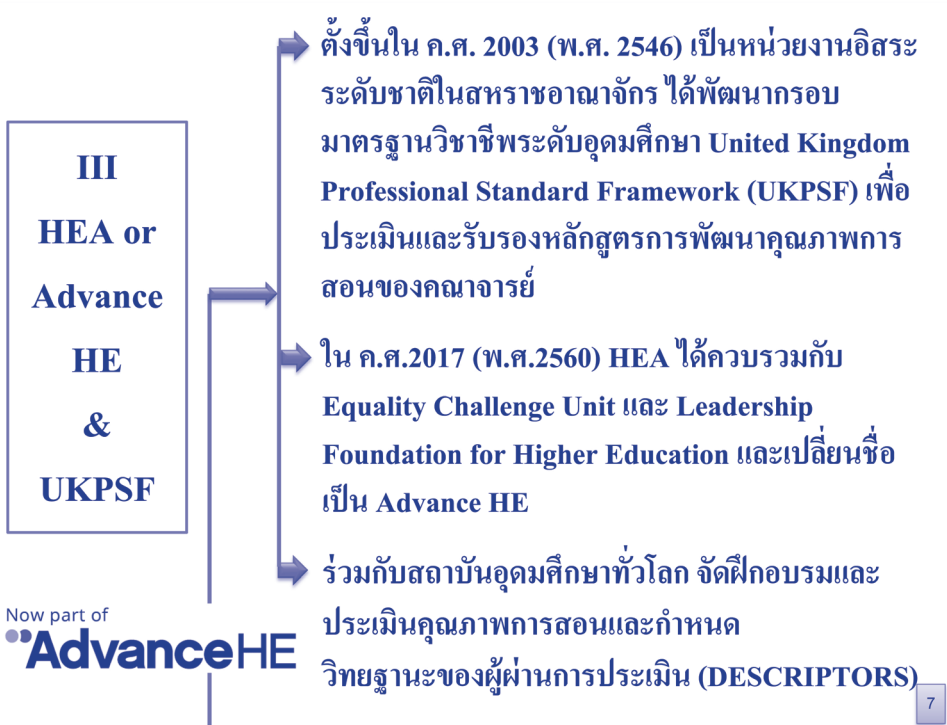 III
HEA or
Advance
HE
&
UKPSF
ตั้งขึ้นใน ค.ศ. 2003 (พ.ศ. 2546) เป็นหน่วยงานอิสระ
ระดับชาติในสหราชอาณาจักร ได้พัฒนากรอบ
มาตรฐานวิชาชีพระดับอุดมศึกษา United Kingdom
Professional Standard Framework (UKPSF) เพื่อ
ประเมินและรับรองหลักสูตรการพัฒนาคุณภาพการ
สอนของคณาจารย์
ใน ค.ศ.2017 (พ.ศ.2560) HEA ได้ควบรวมกับ
Equality Challenge Unit และ Leadership
Foundation for Higher Education และเปลี่ยนชื่อ
เป็น Advance HE
ร่วมกับสถาบันอุดมศึกษาทั่วโลก จัดฝึกอบรมและ
ประเมินคุณภาพการสอนและกำหนด
วิทยฐานะของผู้ผ่านการประเมิน (DESCRIPTORS)
Now part of
AdvanceHE
7